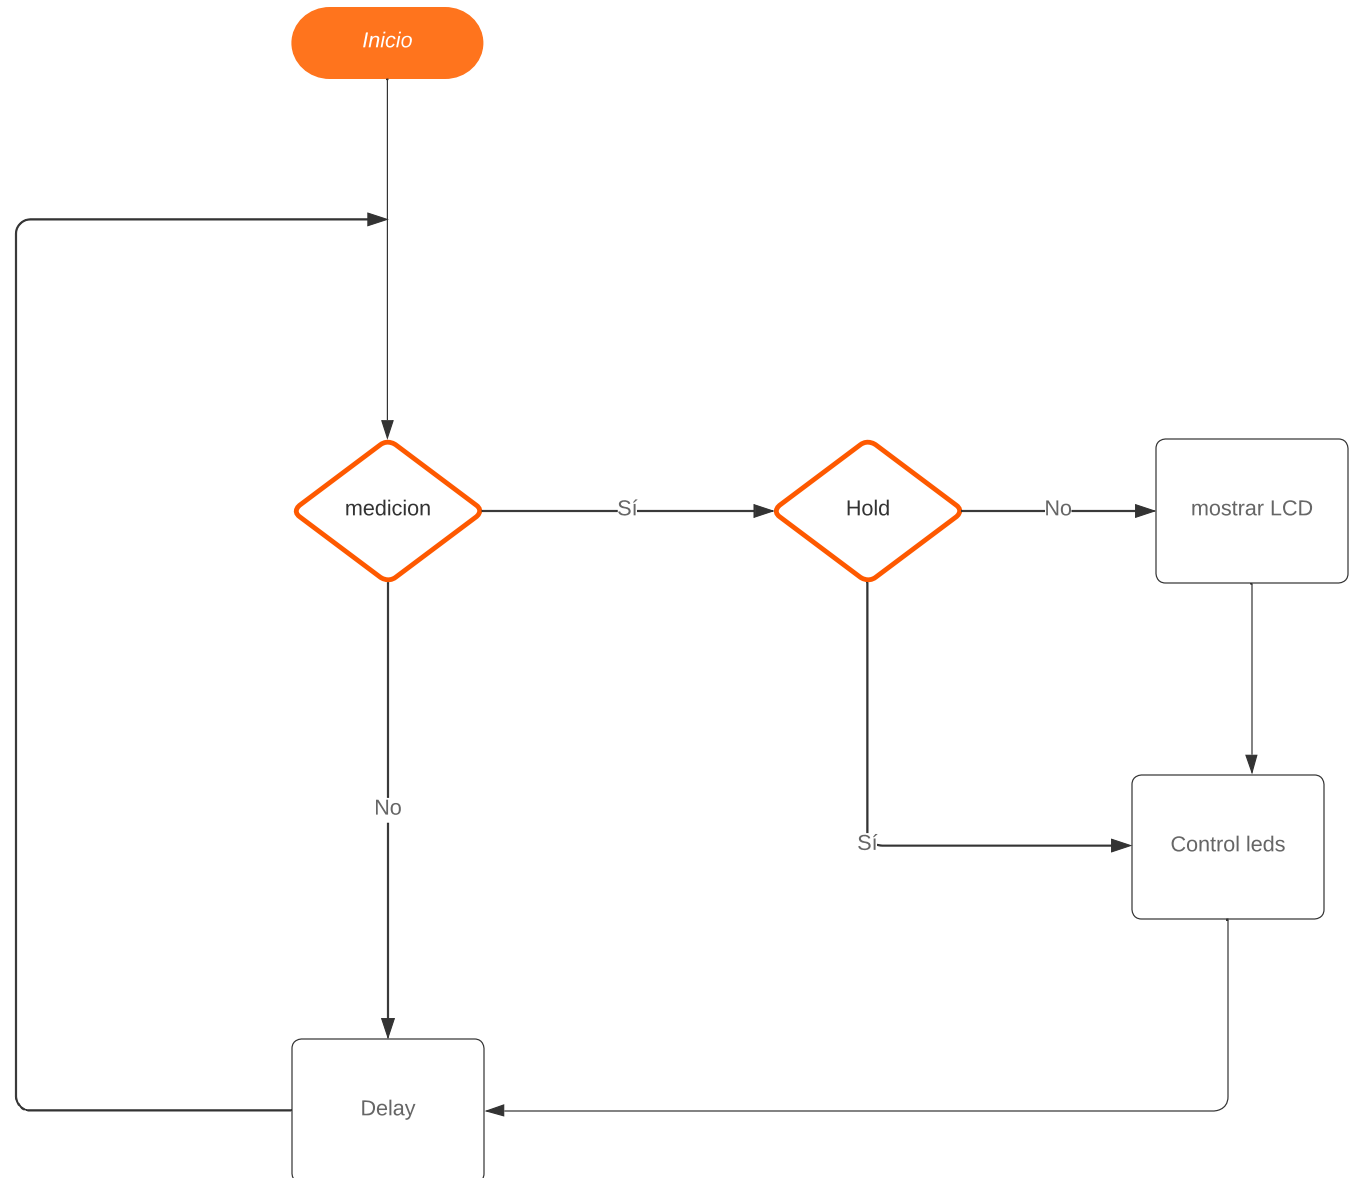 Inicio
medicion
Sí
Hold
No
mostrar LCD
No
Sí
Control leds
Delay